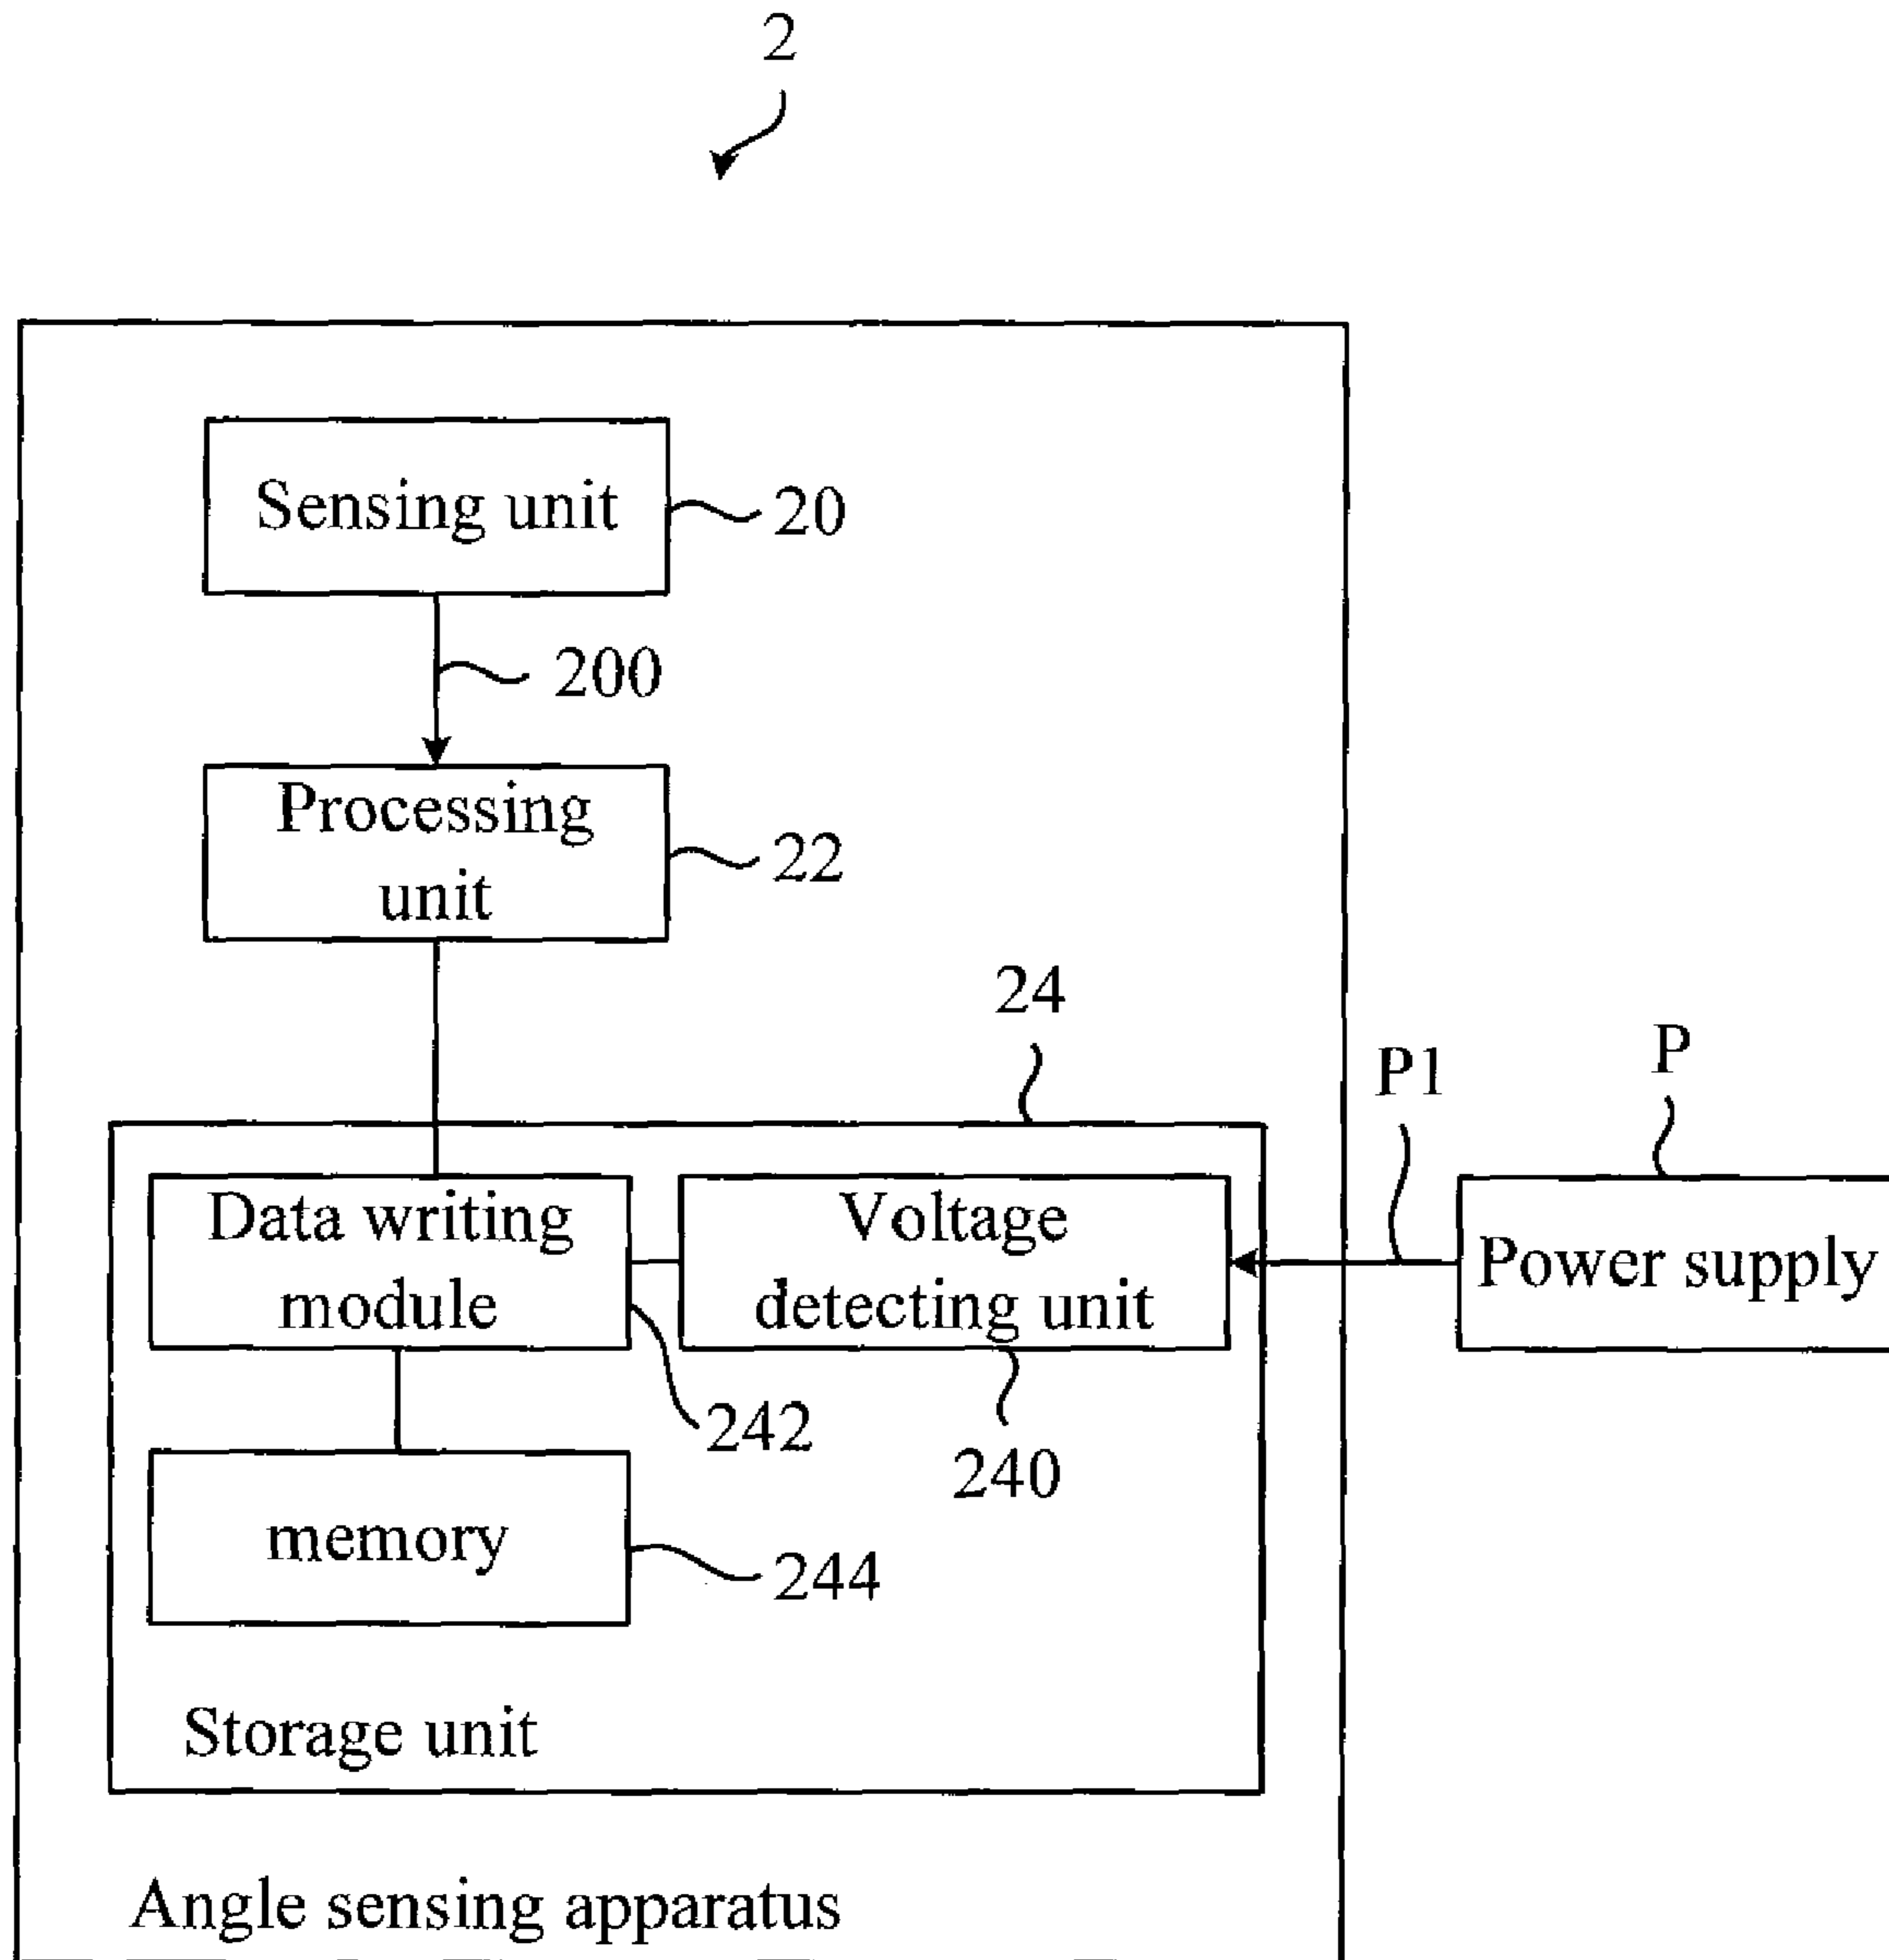 2
Sensing unit
20
200
Processing
unit
22
24
P1
P
Data writing
module
Voltage
detecting unit
Power supply
242
240
memory
244
Storage unit
Angle sensing apparatus